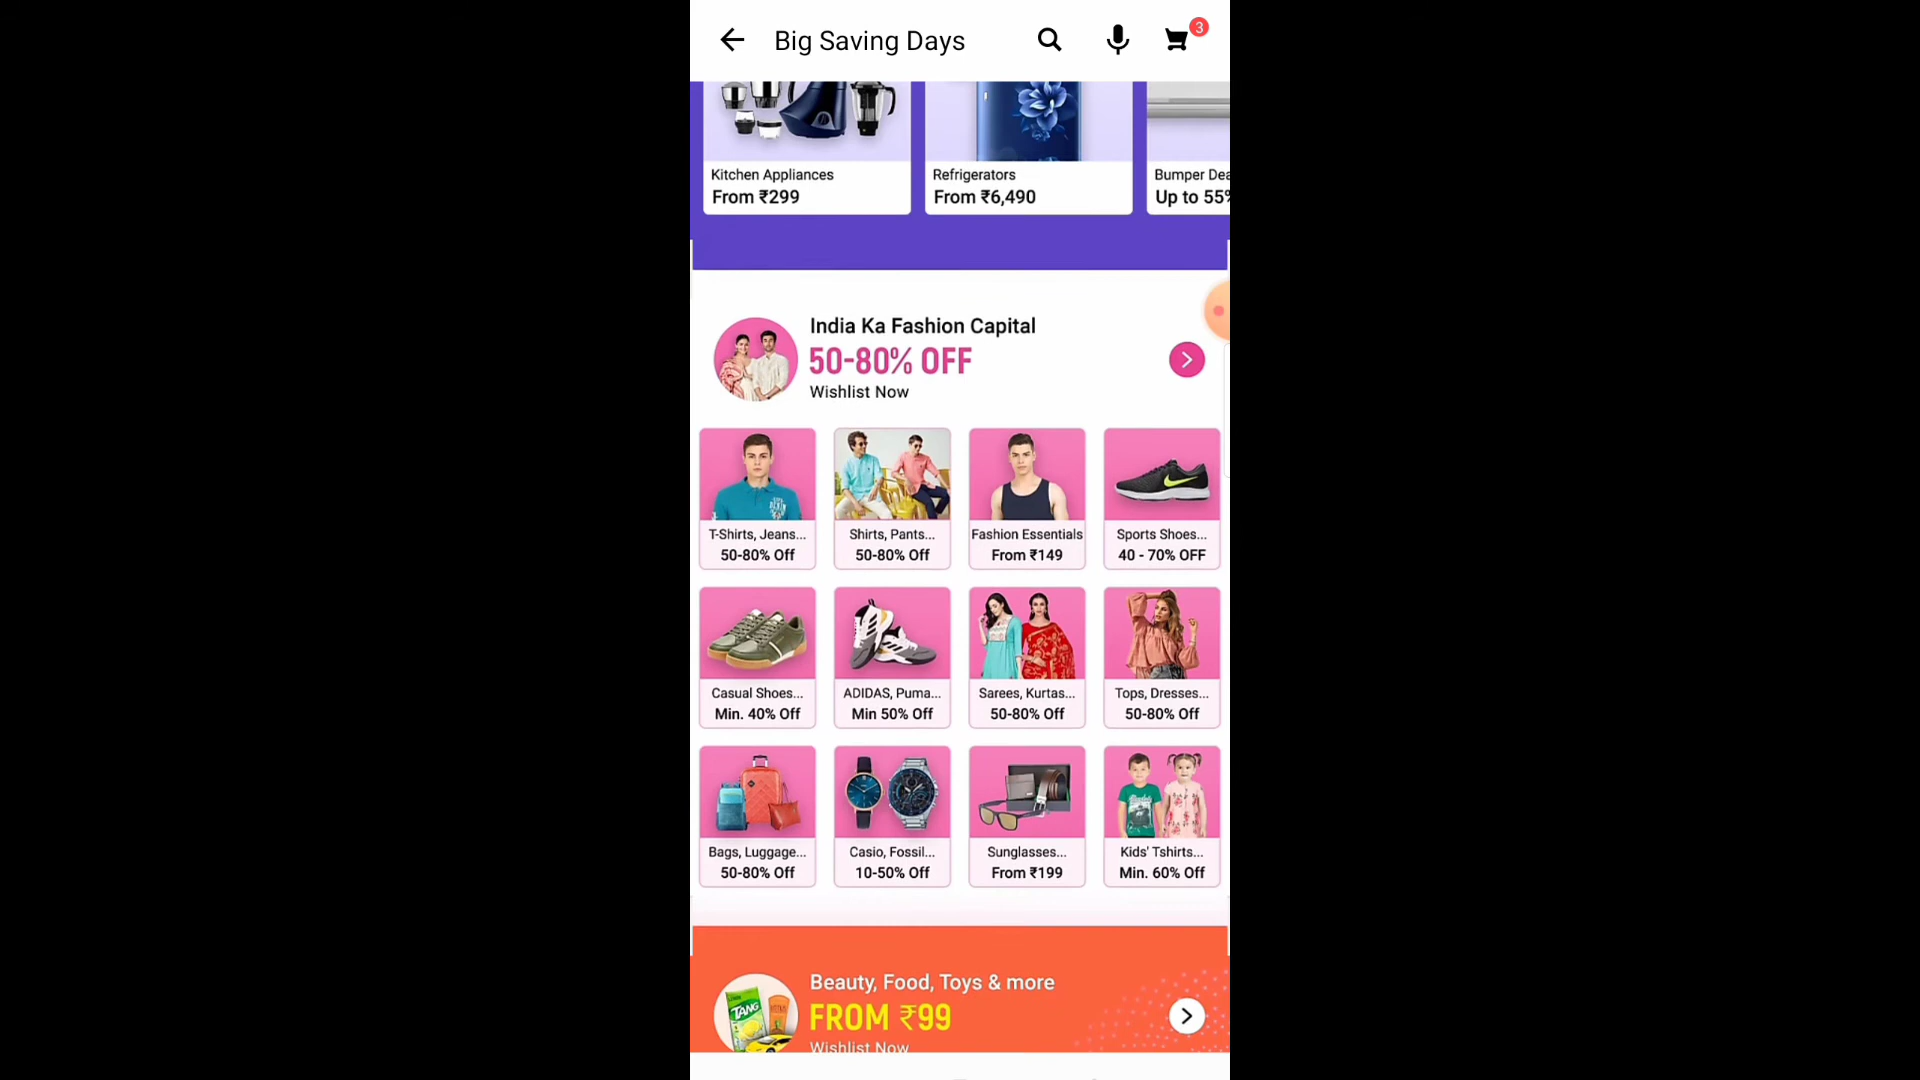 Big Saving Days
3
Kitchen Appliances
From ₹299
Refrigerators
From ₹6,490
Bumper Dea
Up to 55%
India Ka Fashion Capital
50-80% OFF
Wishlist Now
T-Shirts, Jeans...
50-80% Off
Shirts, Pants...
50-80% Off
Fashion Essentials
From ₹149
Sports Shoes...
40 - 70% OFF
Casual Shoes...
Min. 40% Off
ADIDAS, Puma...
Min 50% Off
Sarees, Kurtas...
50-80% Off
Tops, Dresses...
50-80% Off
Bags, Luggage...
50-80% Off
Casio, Fossil...
10-50% Off
Sunglasses...
From ₹199
Kids' Tshirts...
Min. 60% Off
Beauty, Food, Toys & more
TANG
FROM ₹99
Wishlist Now